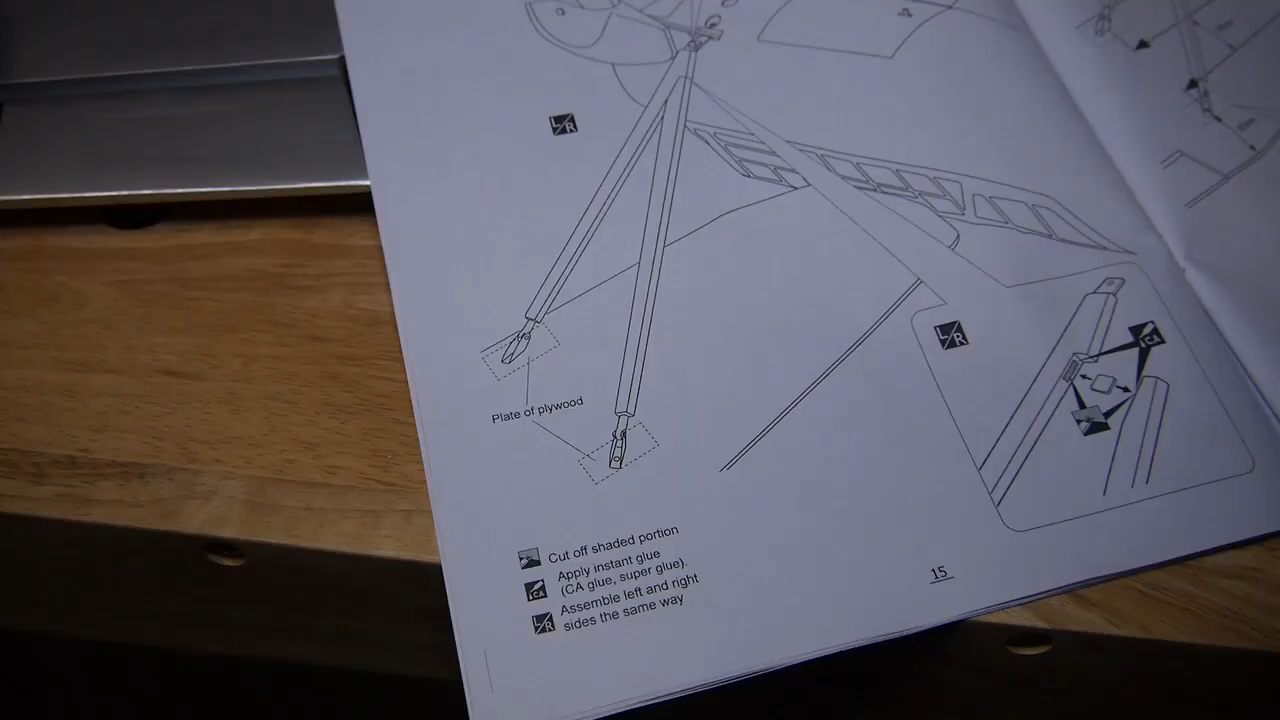 L/R
L/R
CA
Plate of plywood
Cut off shaded portion
Apply instant glue
CA
(CA glue, super glue).
Assemble left and right
L/R
sides the same way
15